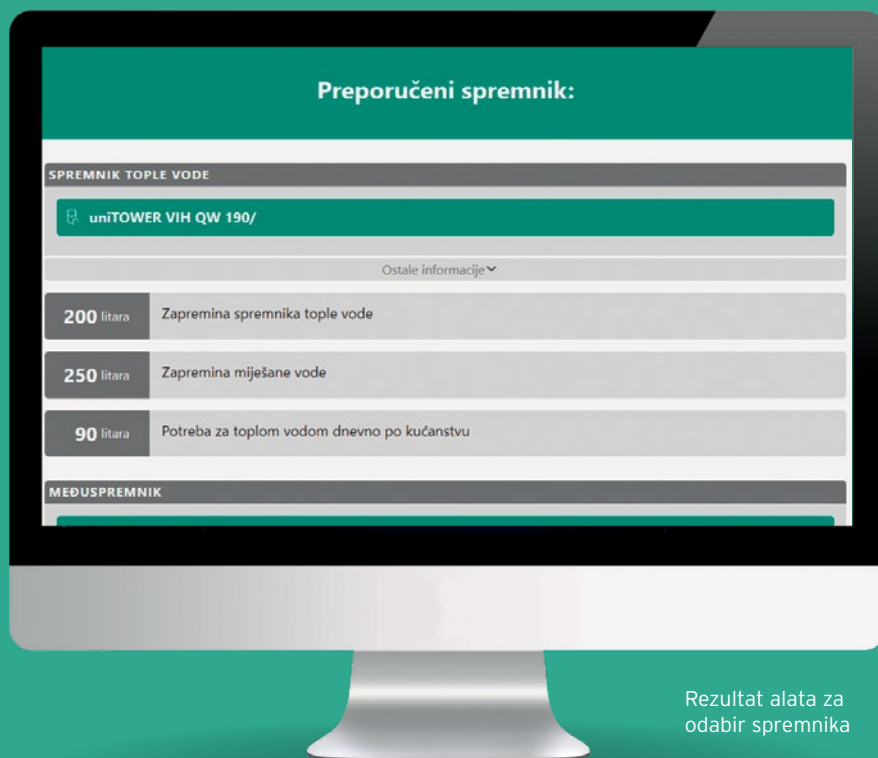 Preporučeni spremnik:
SPREMNIK TOPLE VODE
uniTOWER VIH QW 190/
Ostale informacije
200 litara Zapremina spremnika tople vode
250 litara Zapremina miješane vode
90 litara Potreba za toplom vodom dnevno po kućanstvu
MEĐUSPREMNIK
Rezultat alata za
odabir spremnika